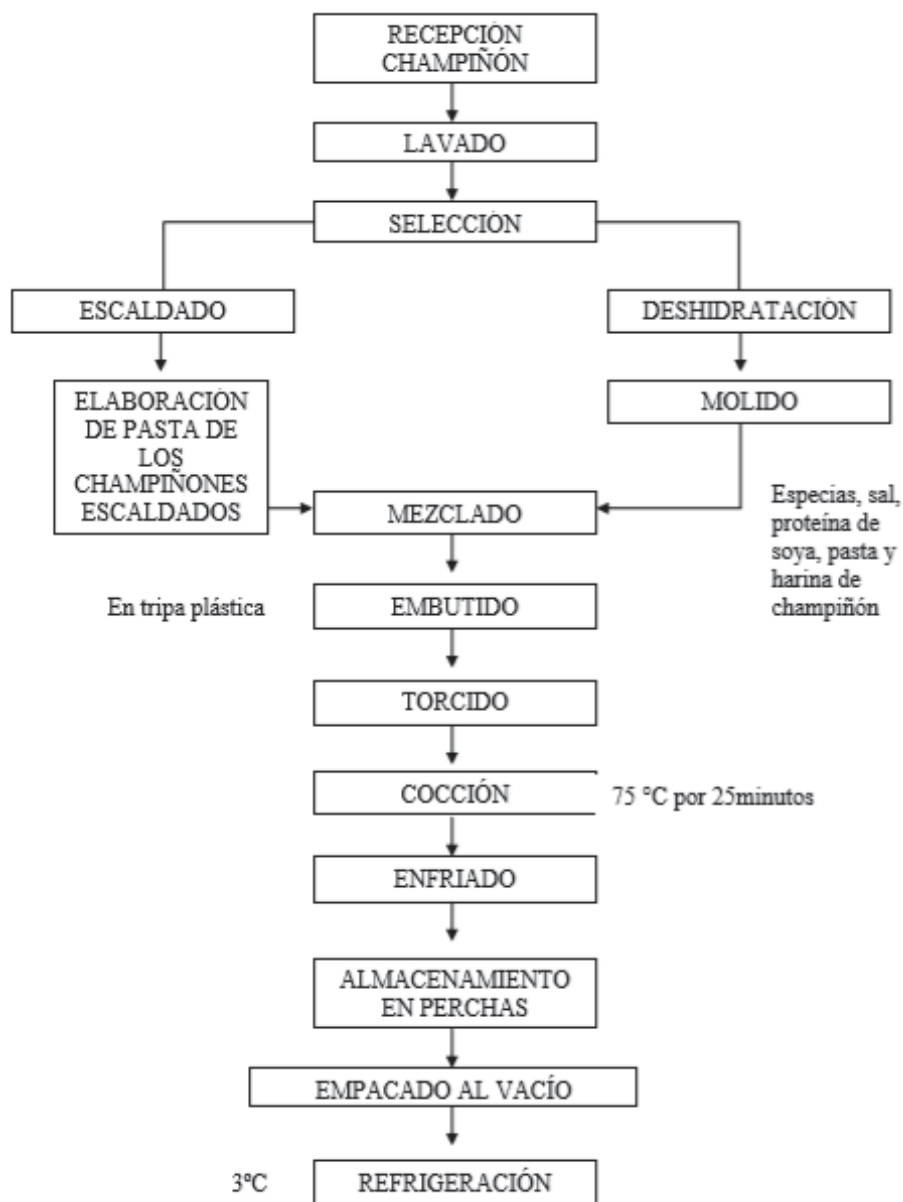 RECEPCIÓN
CHAMPIÑÓN
LAVADO
SELECCIÓN
ESCALDADO
DESHIDRATACIÓN
ELABORACIÓN
DE PASTA DE
LOS
CHAMPIÑONES
ESCALDADOS
MOLIDO
MEZCLADO
Especias, sal,
proteína de
soya, pasta y
harina de
champiñón
En tripa plástica
EMBUTIDO
TORCIDO
COCCIÓN
75 °C por 25minutos
ENFRIADO
ALMACENAMIENTO
EN PERCHAS
EMPACADO AL VACÍO
3ºC
REFRIGERACIÓN